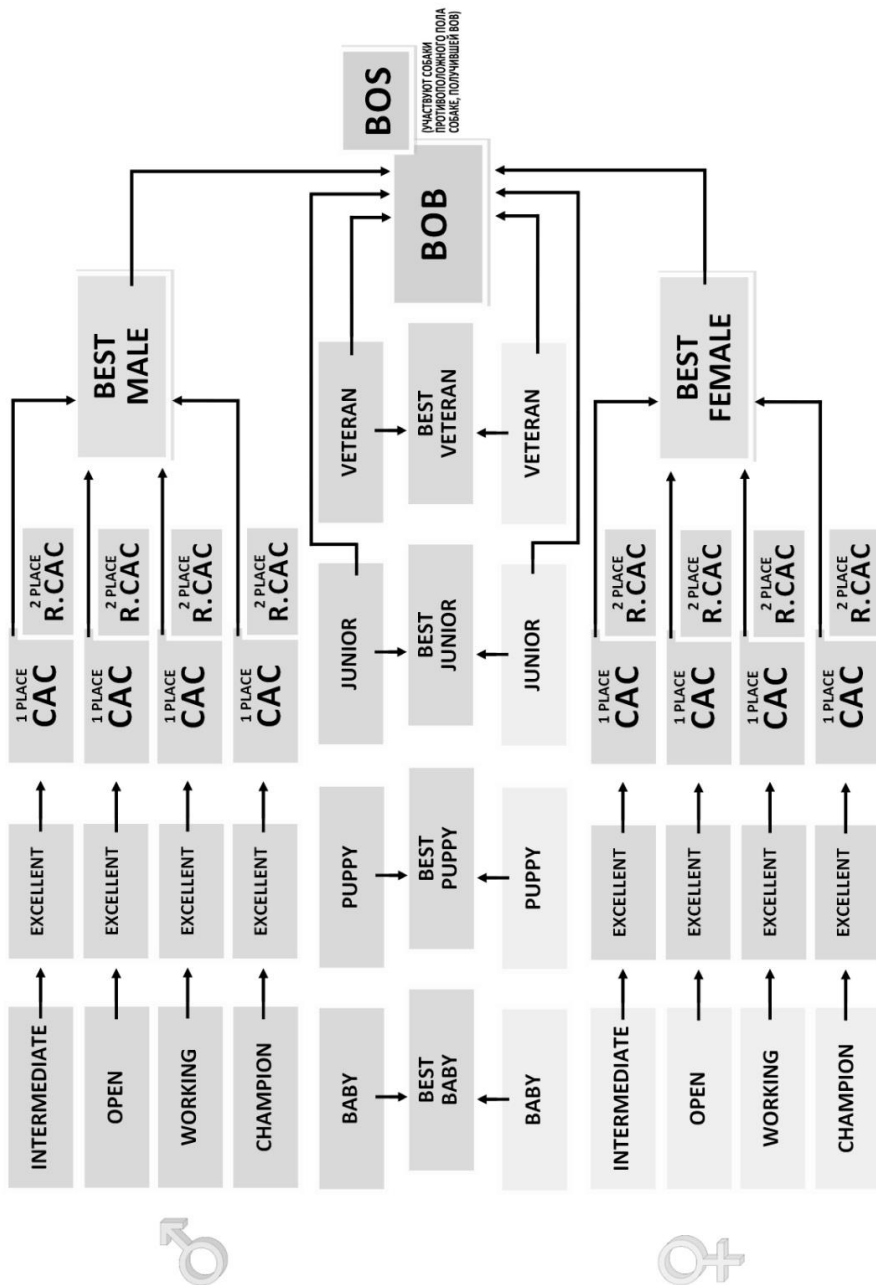 INTERMEDIATE
EXCELLENT
1 PLACE
CAC
2 PLACE
R.CAC
OPEN
EXCELLENT
1 PLACE
CAC
2 PLACE
R.CAC
WORKING
EXCELLENT
1 PLACE
CAC
2 PLACE
R.CAC
CHAMPION
EXCELLENT
1 PLACE
CAC
2 PLACE
R.CAC
BEST
MALE
BABY
PUPPY
JUNIOR
VETERAN
BEST
BABY
BEST
PUPPY
BEST
JUNIOR
BEST
VETERAN
BOB
BOS
(УЧАСТВУЮТ СОБАКИ
ПРОТИВОПОЛОЖНОГО ПОЛА
СОБАКЕ, ПОЛУЧИВШЕЙ BOB)
BABY
PUPPY
JUNIOR
VETERAN
INTERMEDIATE
EXCELLENT
1 PLACE
CAC
2 PLACE
R.CAC
OPEN
EXCELLENT
1 PLACE
CAC
2 PLACE
R.CAC
WORKING
EXCELLENT
1 PLACE
CAC
2 PLACE
R.CAC
CHAMPION
EXCELLENT
1 PLACE
CAC
2 PLACE
R.CAC
BEST
FEMALE